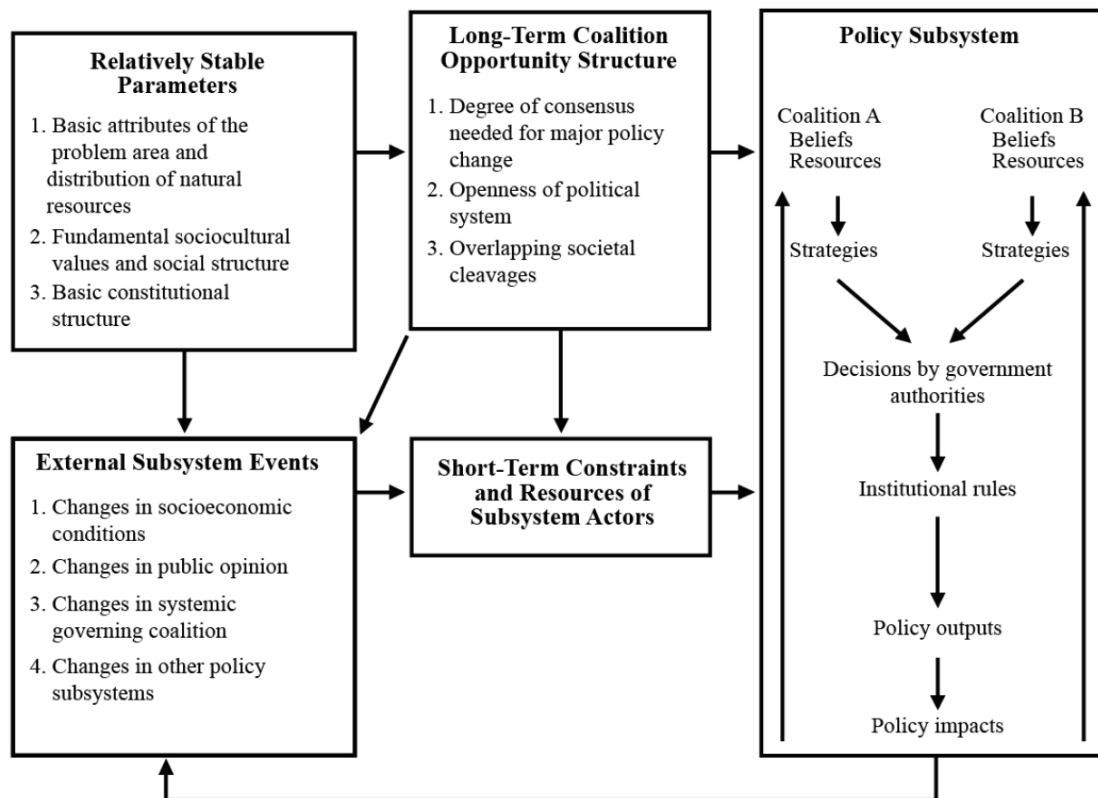 Relatively Stable
Parameters
1. Basic attributes of the
problem area and
distribution of natural
resources
2. Fundamental sociocultural
values and social structure
3. Basic constitutional
structure
Long-Term Coalition
Opportunity Structure
1. Degree of consensus
needed for major policy
change
2. Openness of political
system
3. Overlapping societal
cleavages
External Subsystem Events
1. Changes in socioeconomic
conditions
2. Changes in public opinion
3. Changes in systemic
governing coalition
4. Changes in other policy
subsystems
Short-Term Constraints
and Resources of
Subsystem Actors
Policy Subsystem
Coalition A
Beliefs
Resources
Coalition B
Beliefs
Resources
Strategies
Strategies
Decisions by government
authorities
Institutional rules
Policy outputs
Policy impacts